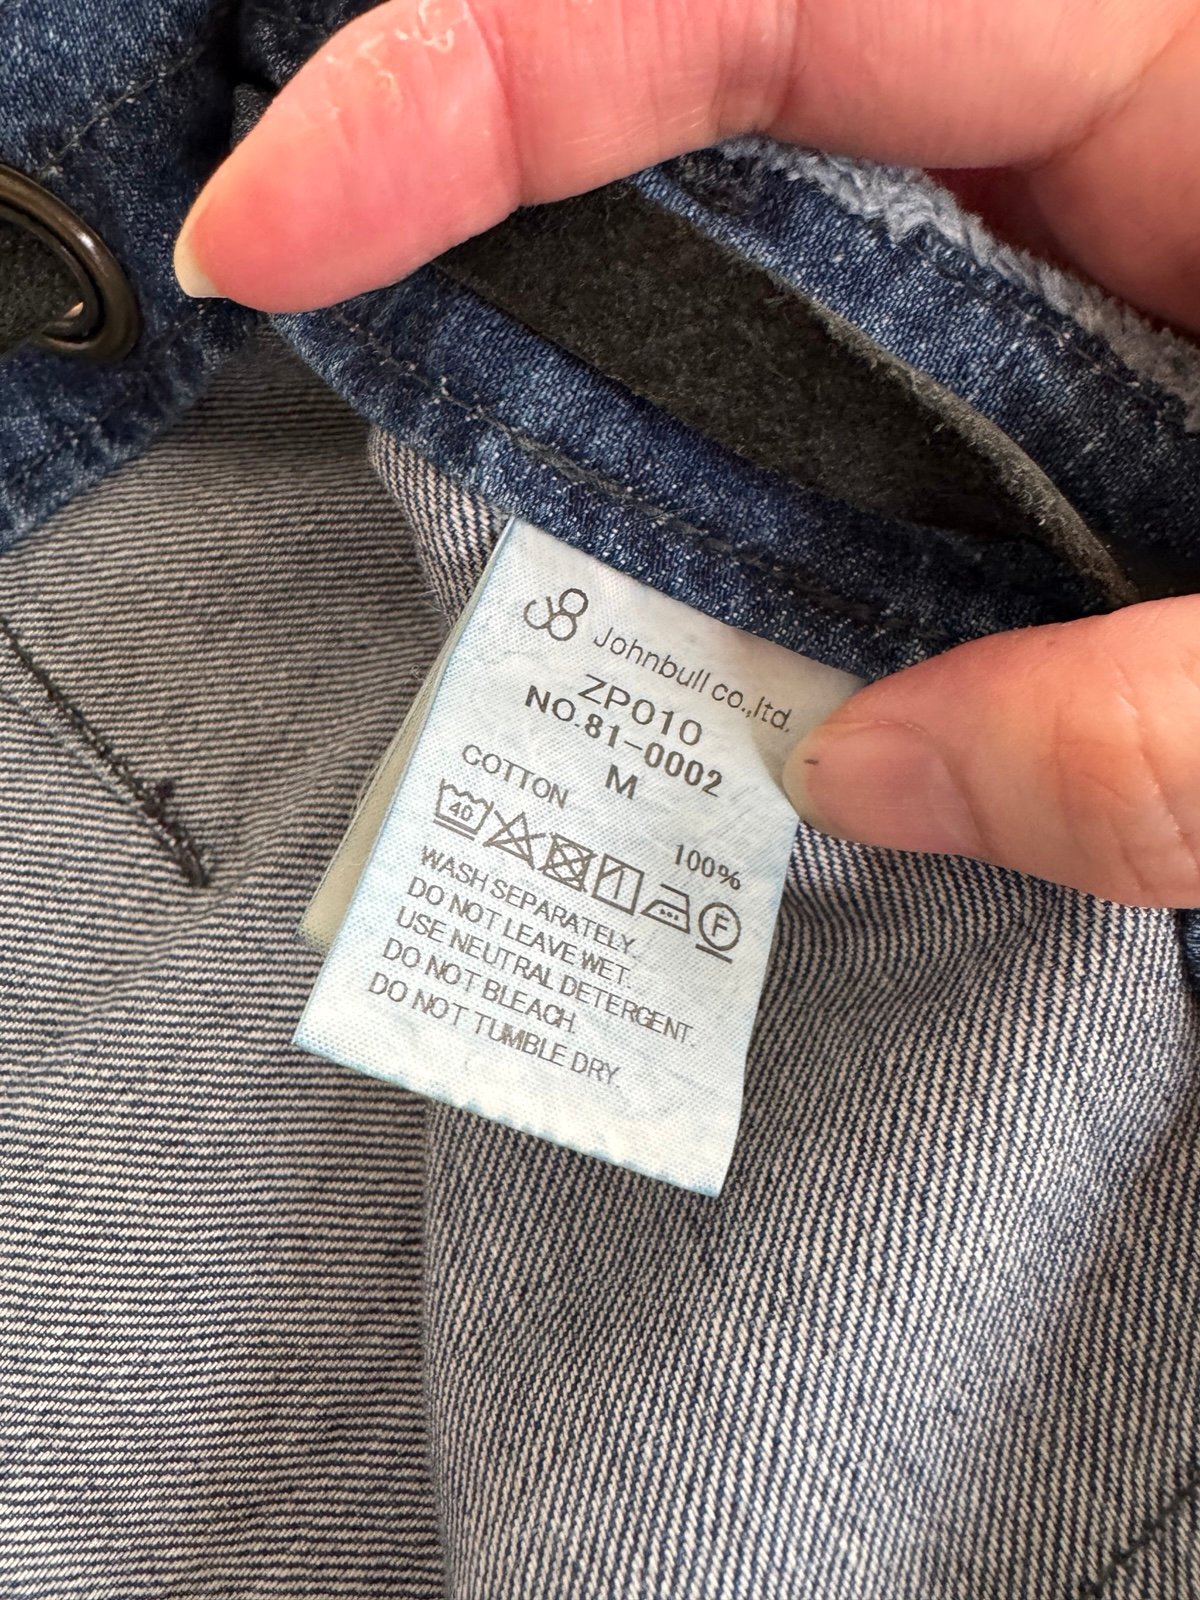 Johnbull co.,ltd.
ZP010
NO.81-0002
M
COTTON 100%
40
F
WASH SEPARATELY.
DO NOT LEAVE WET.
USE NEUTRAL DETERGENT.
DO NOT BLEACH.
DO NOT TUMBLE DRY.